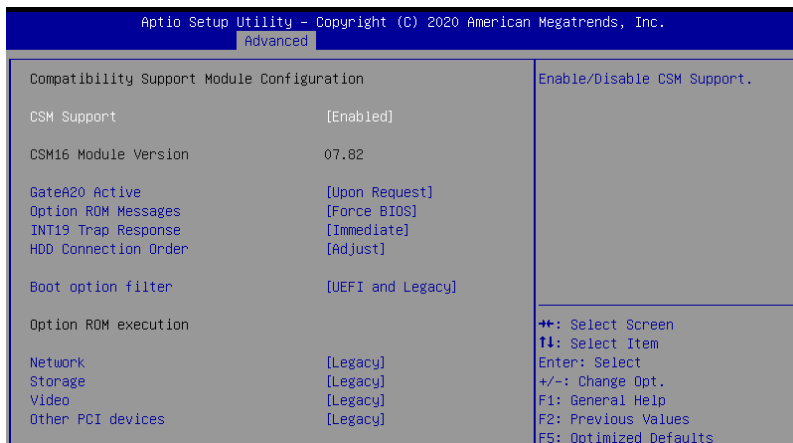 Aptio Setup Utility – Copyright (C) 2020 American Megatrends, Inc.
Advanced
Compatibility Support Module Configuration
CSM Support [Enabled]
CSM16 Module Version 07.82
GateA20 Active [Upon Request]
Option ROM Messages [Force BIOS]
INT19 Trap Response [Immediate]
HDD Connection Order [Adjust]
Boot option filter [UEFI and Legacy]
Option ROM execution
Network [Legacy]
Storage [Legacy]
Video [Legacy]
Other PCI devices [Legacy]
Enable/Disable CSM Support.
→←: Select Screen
↑↓: Select Item
Enter: Select
+/-: Change Opt.
F1: General Help
F2: Previous Values
F5: Optimized Defaults